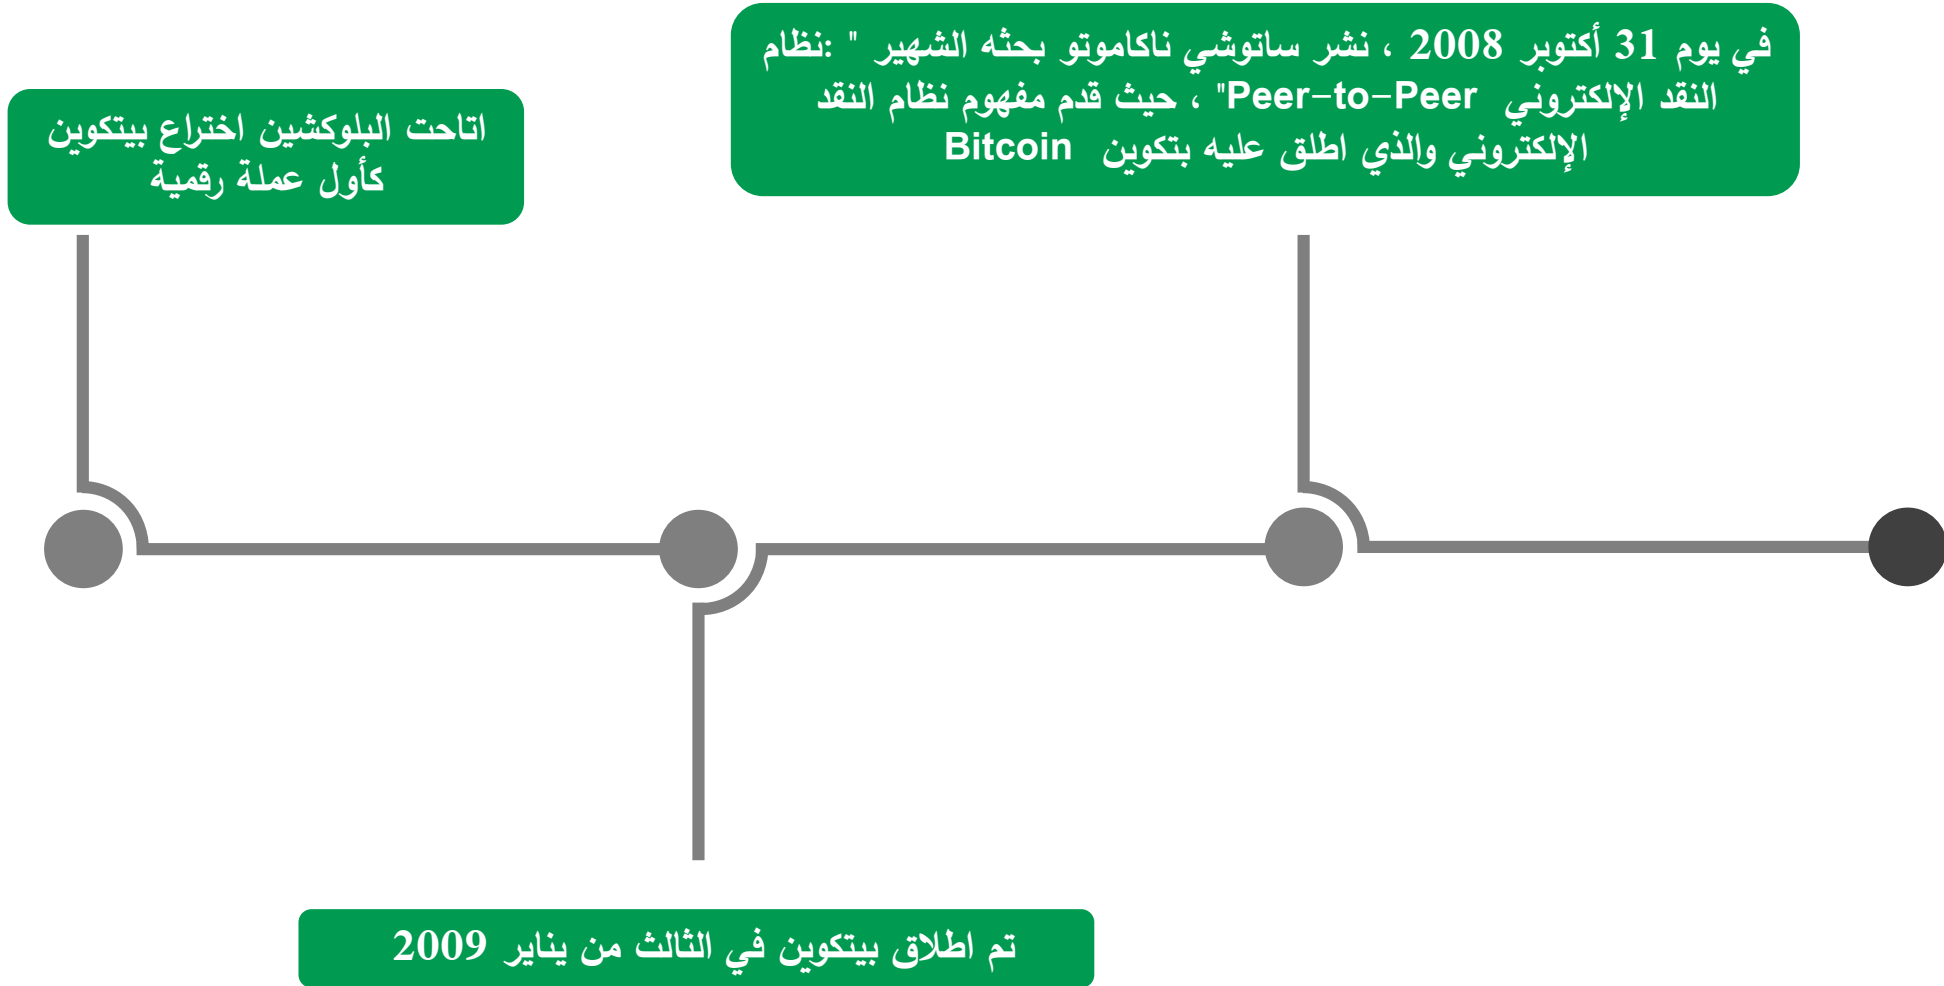 في يوم 31 أكتوبر 2008 ، نشر ساتوشي ناكاموتو بحثه الشهير " :نظام
النقد الإلكتروني Peer-to-Peer" ، حيث قدم مفهوم نظام النقد
الإلكتروني والذي اطلق عليه بتكوين Bitcoin
تم اطلاق بيتكوين في الثالث من يناير 2009
اتاحت البلوكشين اختراع بيتكوين
كأول عملة رقمية